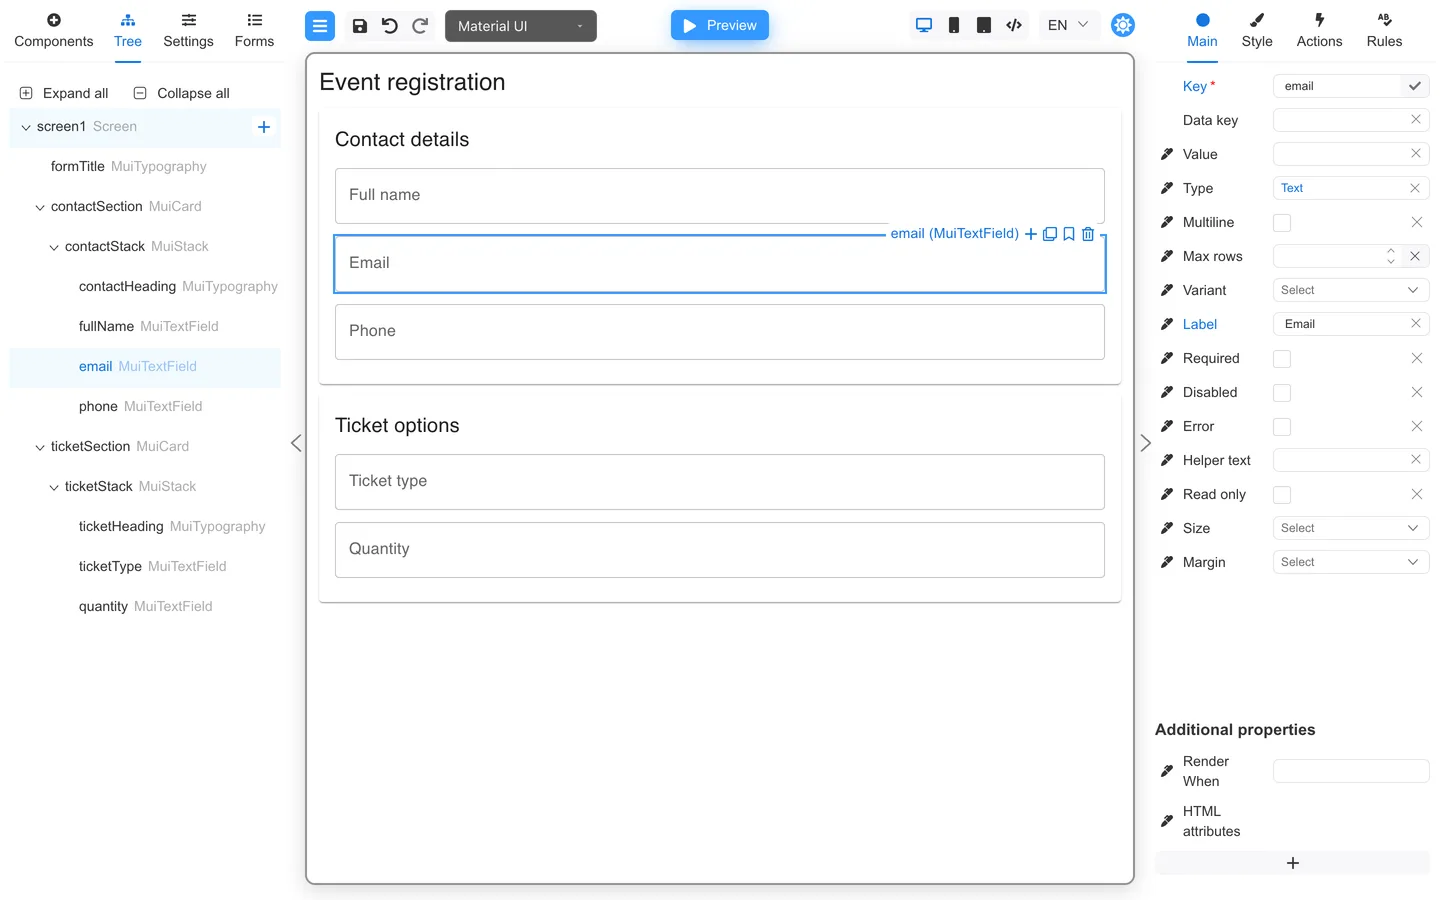 Components
Tree
Settings
Forms
Material UI
Preview
EN
Main
Style
Actions
Rules
Expand all
Collapse all
screen1 Screen
formTitle MuiTypography
contactSection MuiCard
contactStack MuiStack
contactHeading MuiTypography
fullName MuiTextField
email MuiTextField
phone MuiTextField
ticketSection MuiCard
ticketStack MuiStack
ticketHeading MuiTypography
ticketType MuiTextField
quantity MuiTextField
Event registration
Contact details
Full name
email (MuiTextField)
Email
Phone
Ticket options
Ticket type
Quantity
Key * email
Data key
Value
Type Text
Multiline
Max rows
Variant Select
Label Email
Required
Disabled
Error
Helper text
Read only
Size Select
Margin Select
Additional properties
Render
When
HTML
attributes